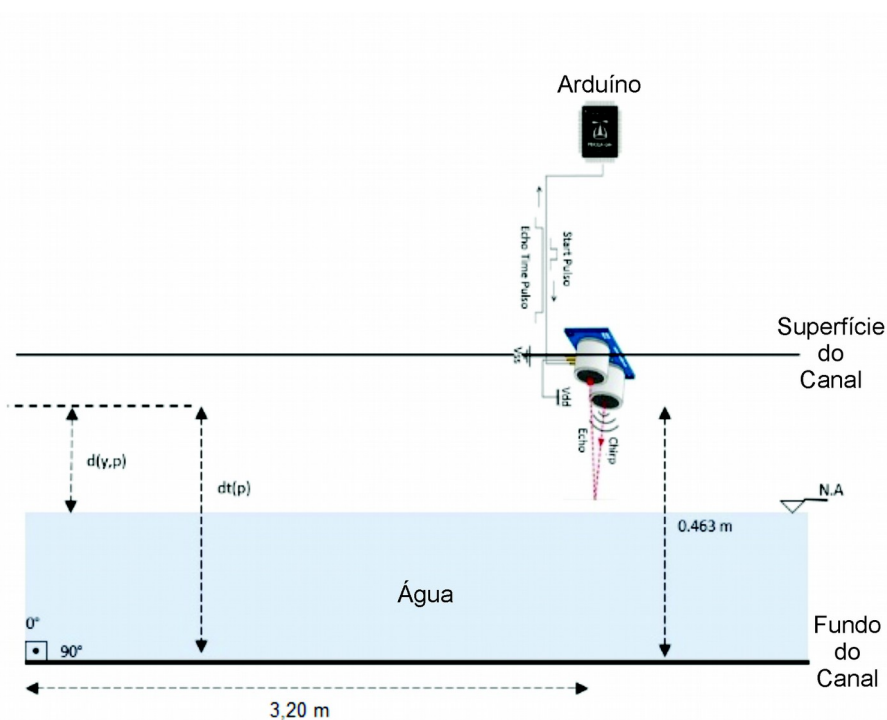 Arduíno
Echo Time Pulso
Start Pulso
Superfície
do
Canal
Vss
Vdd
Echo
Chirp
d(y,p)
dt(p)
N.A
0.463 m
Água
0°
90°
Fundo
do
Canal
3,20 m